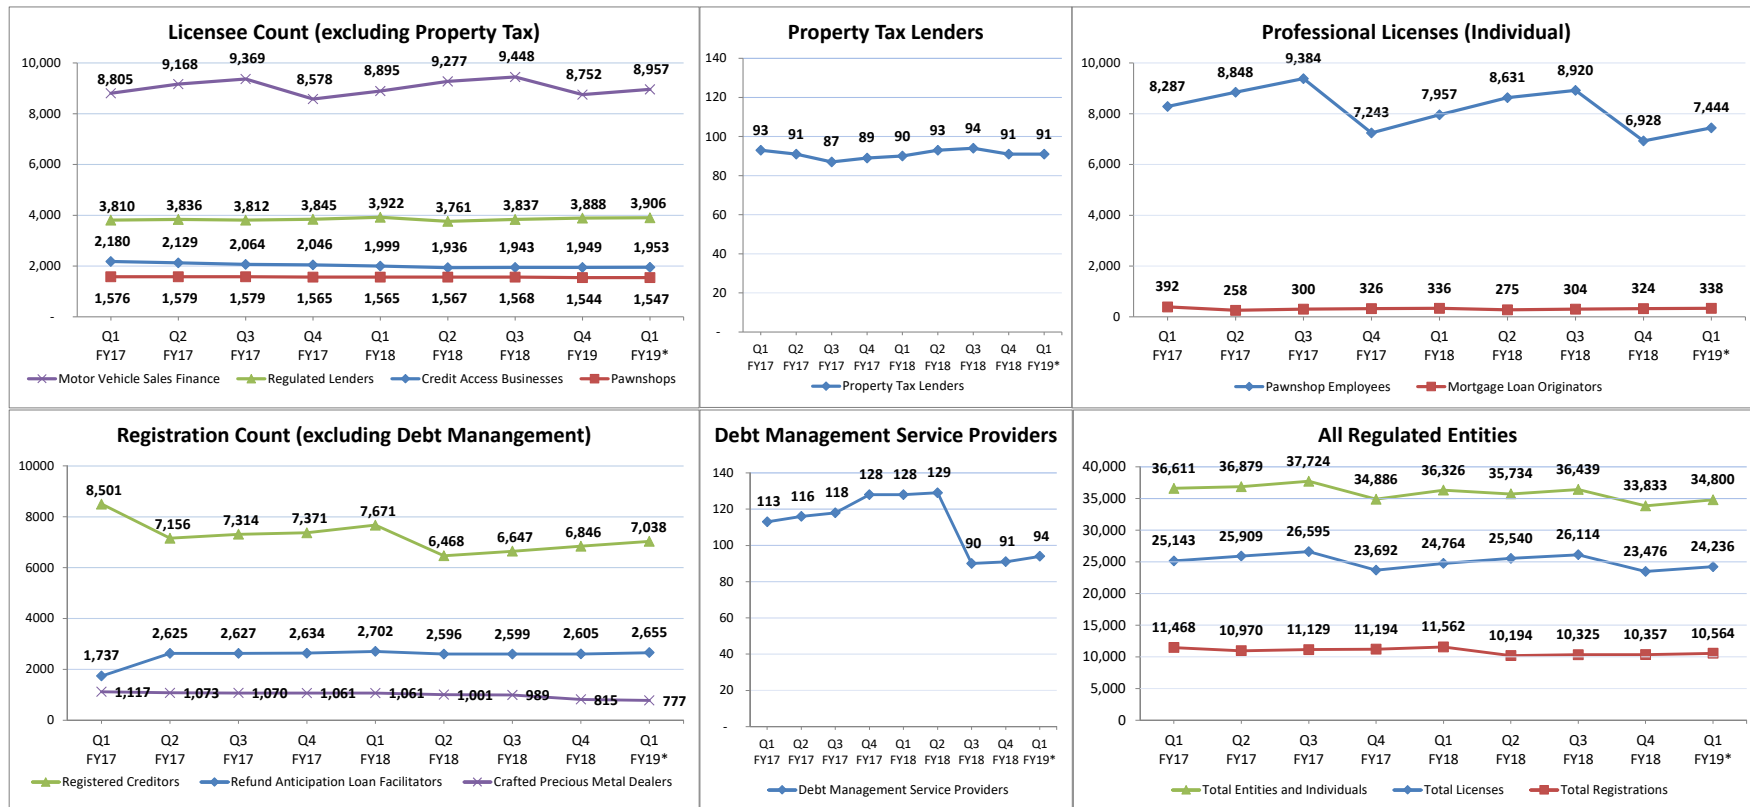 Licensee Count (excluding Property Tax)
10,000
8,000
6,000
4,000
2,000
-
8,805 9,168 9,369 8,578 8,895 9,277 9,448 8,752 8,957
3,810 3,836 3,812 3,845 3,922 3,761 3,837 3,888 3,906
2,180 2,129 2,064 2,046 1,999 1,936 1,943 1,949 1,953
1,576 1,579 1,579 1,565 1,565 1,567 1,568 1,544 1,547
Q1 Q2 Q3 Q4 Q1 Q2 Q3 Q4 Q1
FY17 FY17 FY17 FY17 FY18 FY18 FY18 FY19 FY19*
Motor Vehicle Sales Finance Regulated Lenders Credit Access Businesses Pawnshops
Property Tax Lenders
140
120
100
80
60
40
20
-
93 91 87 89 90 93 94 91 91
Q1 Q2 Q3 Q4 Q1 Q2 Q3 Q4 Q1
FY17 FY17 FY17 FY17 FY18 FY18 FY18 FY18 FY19*
Property Tax Lenders
Professional Licenses (Individual)
10,000
8,000
6,000
4,000
2,000
0
8,287 8,848 9,384 7,243 7,957 8,631 8,920 6,928 7,444
392 258 300 326 336 275 304 324 338
Q1 Q2 Q3 Q4 Q1 Q2 Q3 Q4 Q1
FY17 FY17 FY17 FY17 FY18 FY18 FY18 FY18 FY19*
Pawnshop Employees Mortgage Loan Originators
Registration Count (excluding Debt Manangement)
10000
8000
6000
4000
2000
0
8,501 7,156 7,314 7,371 7,671 6,468 6,647 6,846 7,038
1,737 2,625 2,627 2,634 2,702 2,596 2,599 2,605 2,655
1,117 1,073 1,070 1,061 1,061 1,001 989 815 777
Q1 Q2 Q3 Q4 Q1 Q2 Q3 Q4 Q1
FY17 FY17 FY17 FY17 FY18 FY18 FY18 FY18 FY19*
Registered Creditors Refund Anticipation Loan Facilitators Crafted Precious Metal Dealers
Debt Management Service Providers
140
120
100
80
60
40
20
-
113 116 118 128 128 129 90 91 94
Q1 Q2 Q3 Q4 Q1 Q2 Q3 Q4 Q1
FY17 FY17 FY17 FY17 FY18 FY18 FY18 FY18 FY19*
Debt Management Service Providers
All Regulated Entities
40,000
35,000
30,000
25,000
20,000
15,000
10,000
5,000
0
36,611 36,879 37,724 34,886 36,326 35,734 36,439 33,833 34,800
25,143 25,909 26,595 23,692 24,764 25,540 26,114 23,476 24,236
11,468 10,970 11,129 11,194 11,562 10,194 10,325 10,357 10,564
Q1 Q2 Q3 Q4 Q1 Q2 Q3 Q4 Q1
FY17 FY17 FY17 FY17 FY18 FY18 FY18 FY18 FY19*
Total Entities and Individuals Total Licenses Total Registrations